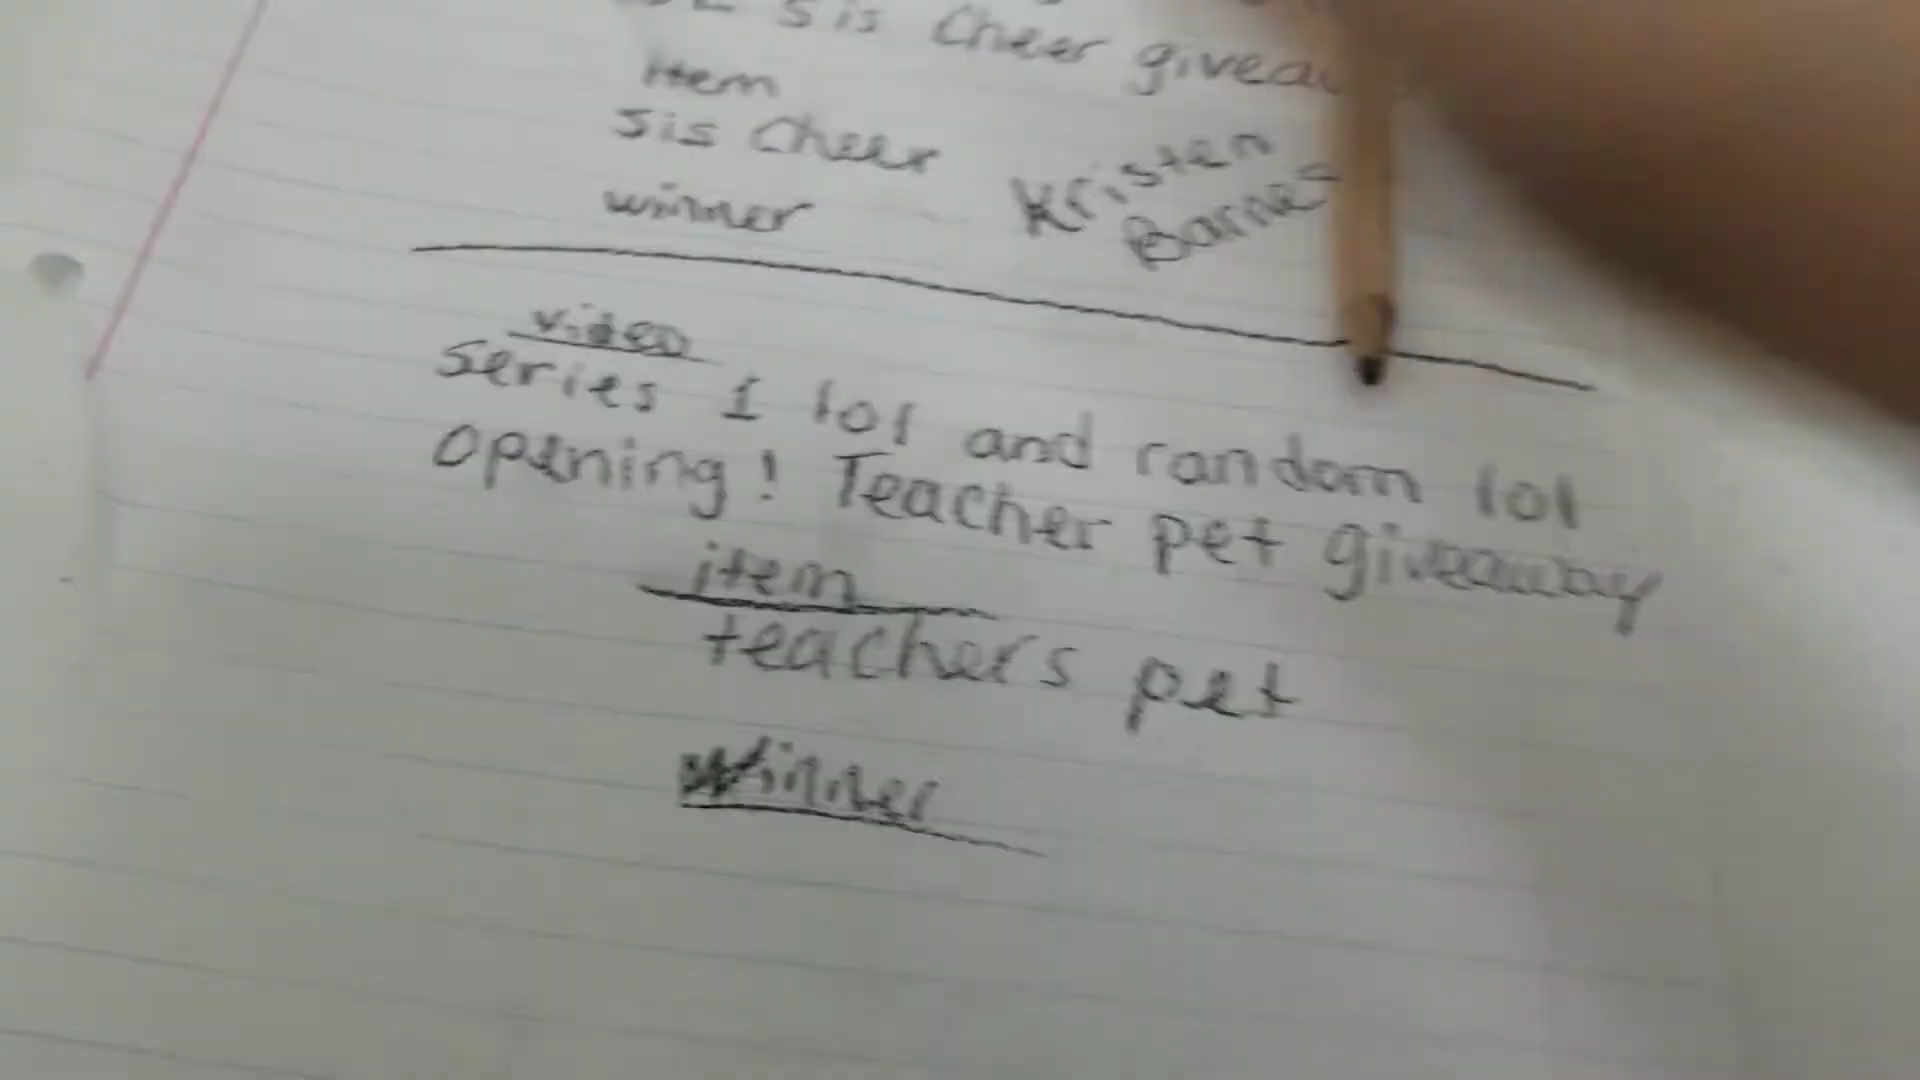 Sis Cheer
item
Sis Cheer
winner
Kristen
Barnes
video
Series 1 lol and random lol
opening! Teacher pet giveaway
item
teachers pet
winner